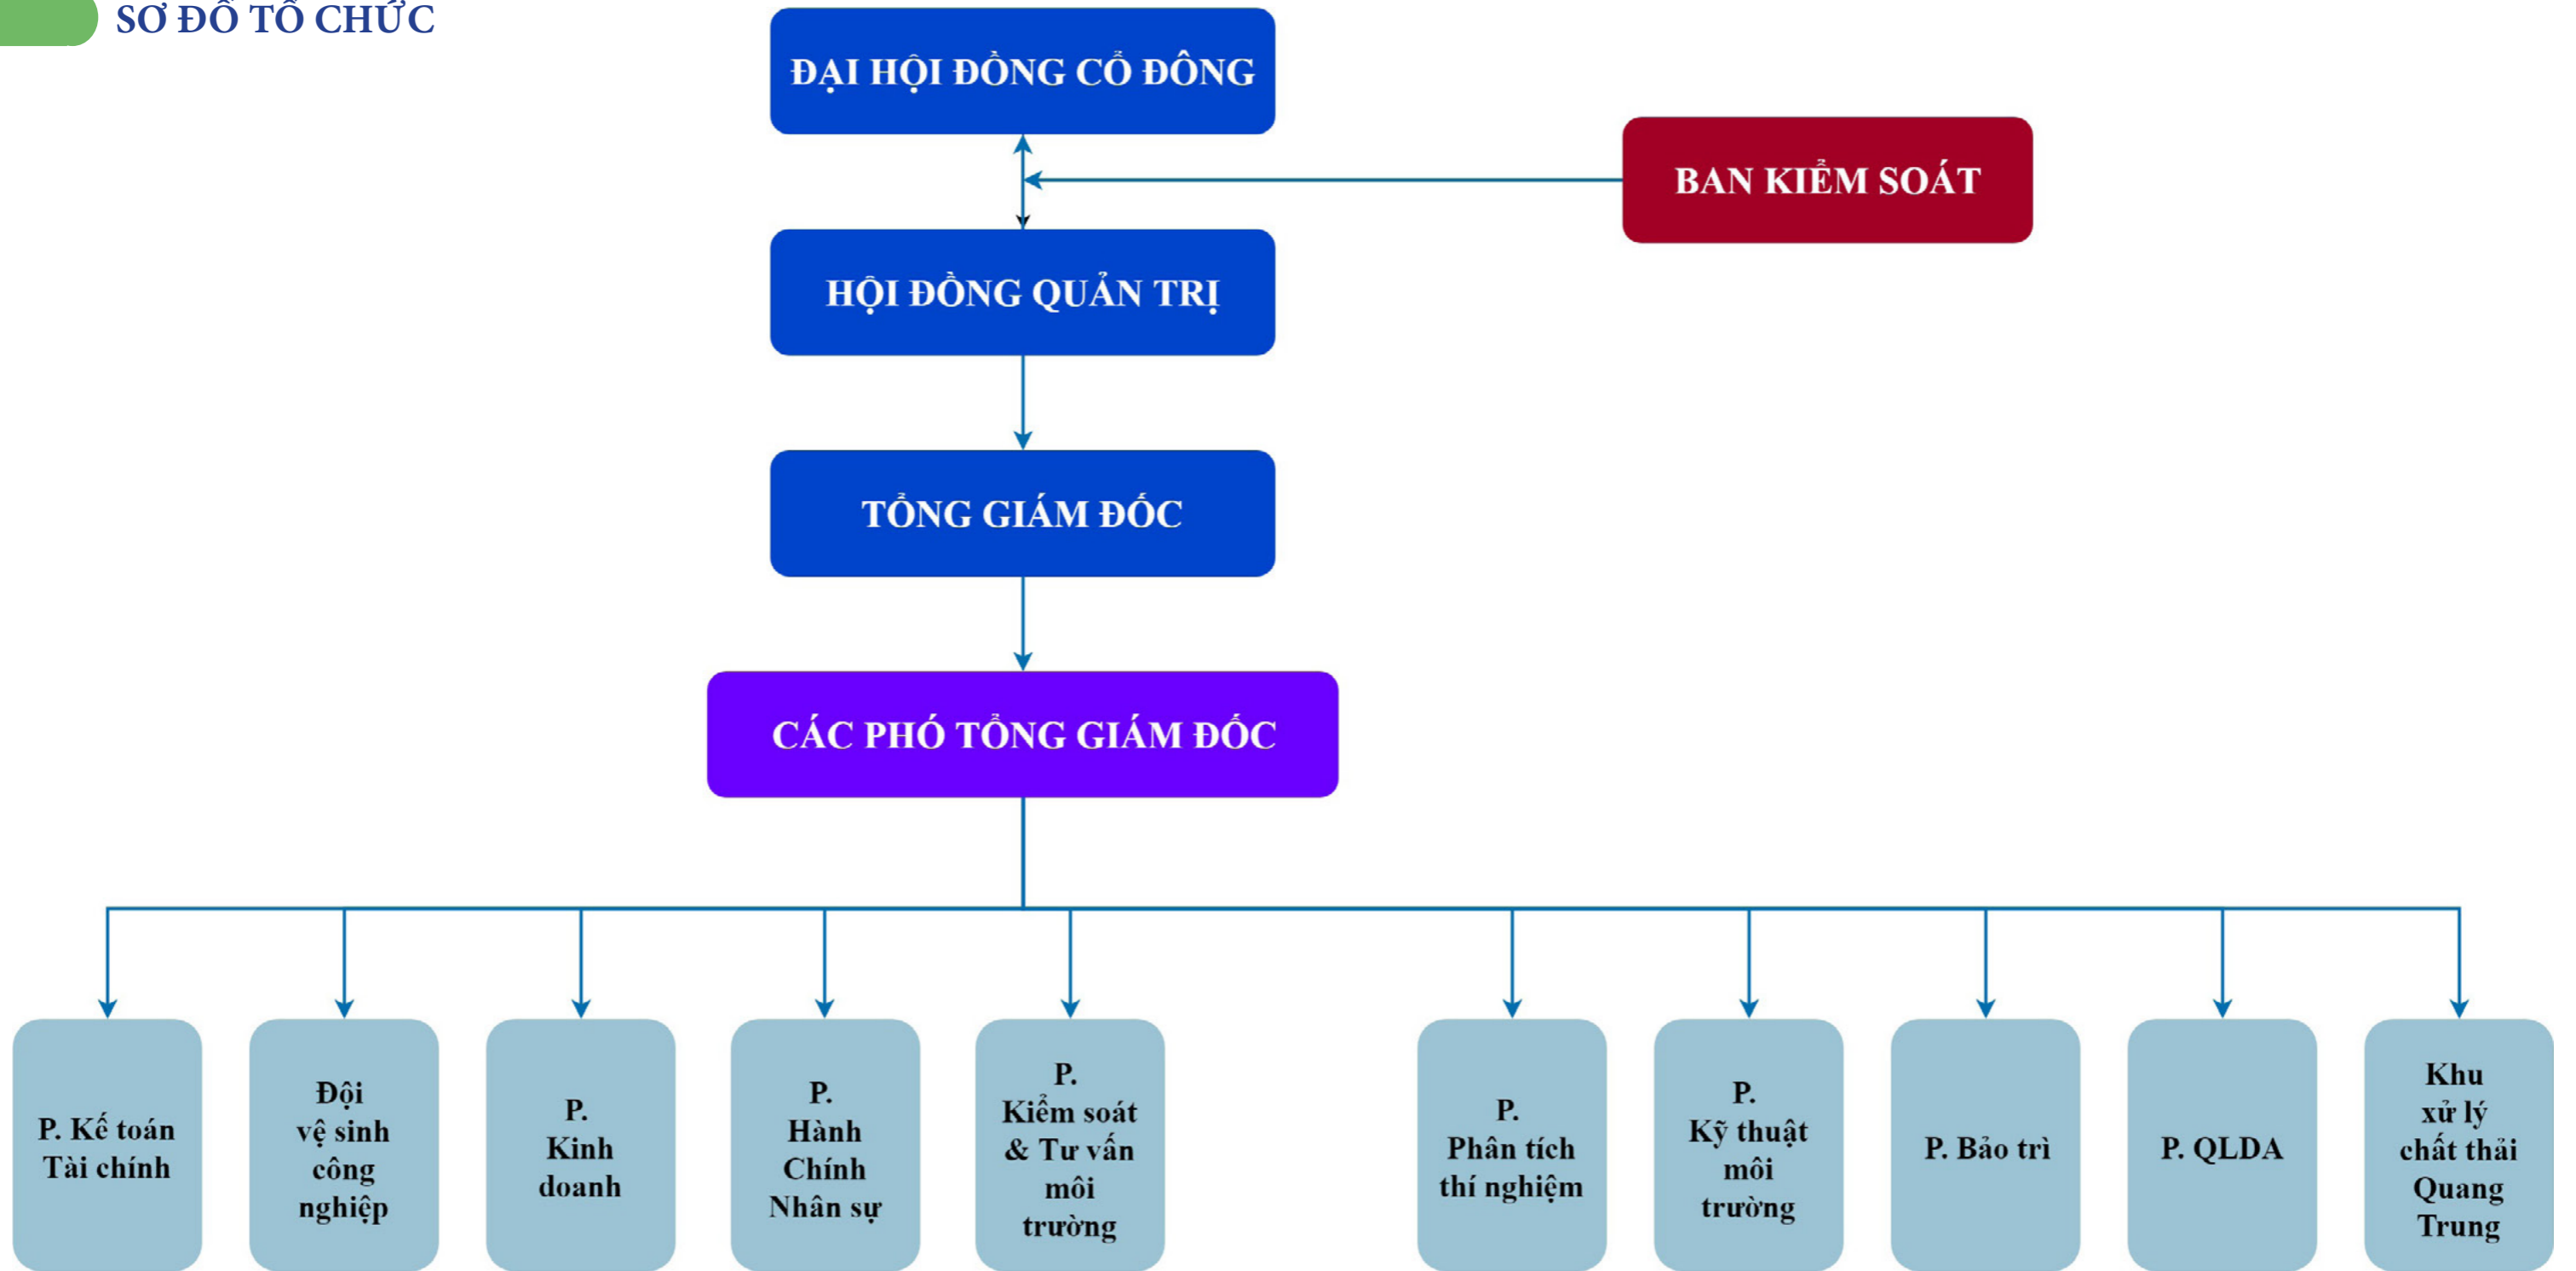 SƠ ĐỒ TỔ CHỨC
ĐẠI HỘI ĐỒNG CỔ ĐÔNG
BAN KIỂM SOÁT
HỘI ĐỒNG QUẢN TRỊ
TỔNG GIÁM ĐỐC
CÁC PHÓ TỔNG GIÁM ĐỐC
P. Kế toán
Tài chính
Đội
vệ sinh
công
nghiệp
P.
Kinh
doanh
P.
Hành
Chính
Nhân sự
P.
Kiểm soát
& Tư vấn
môi
trường
P.
Phân tích
thí nghiệm
P.
Kỹ thuật
môi
trường
P. Bảo trì
P. QLDA
Khu
xử lý
chất thải
Quang
Trung